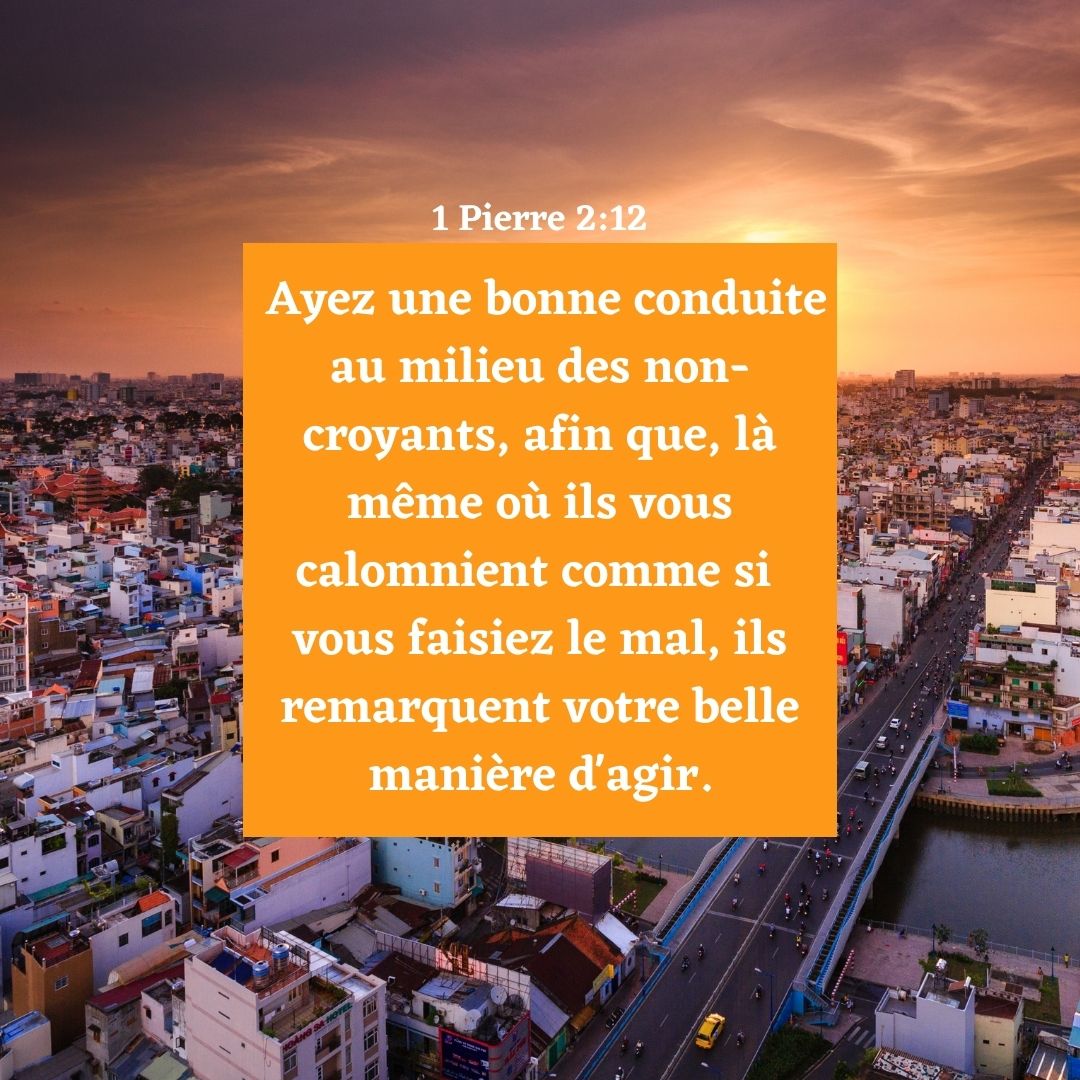 1 Pierre 2:12
Ayez une bonne conduite
au milieu des non-
croyants, afin que, là
même où ils vous
calomnient comme si
vous faisiez le mal, ils
remarquent votre belle
manière d'agir.
HOTEL